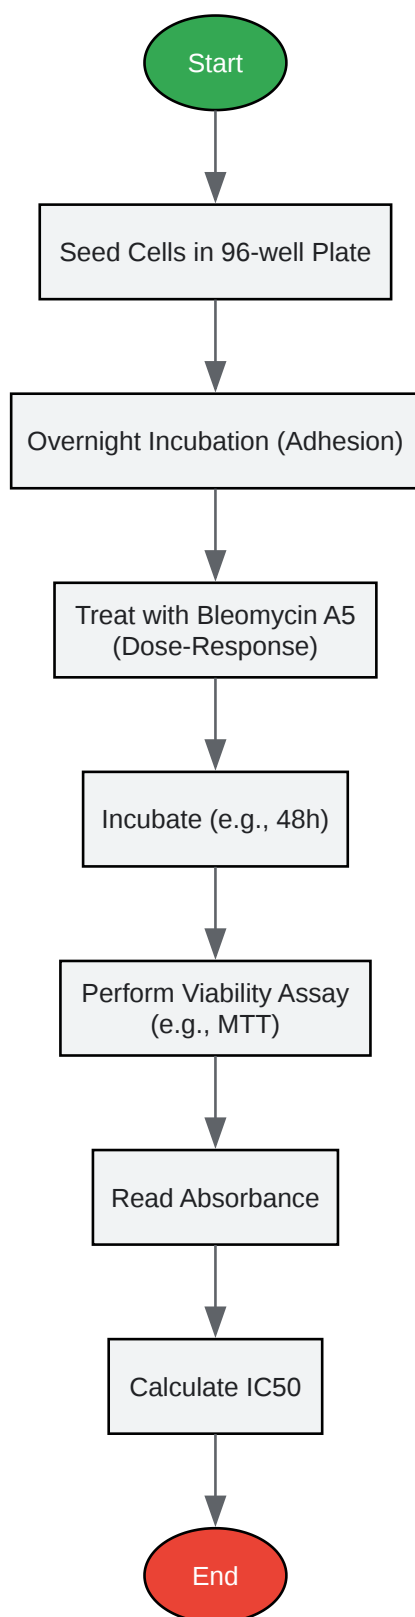 Start
Seed Cells in 96-well Plate
Overnight Incubation (Adhesion)
Treat with Bleomycin A5
(Dose-Response)
Incubate (e.g., 48h)
Perform Viability Assay
(e.g., MTT)
Read Absorbance
Calculate IC50
End